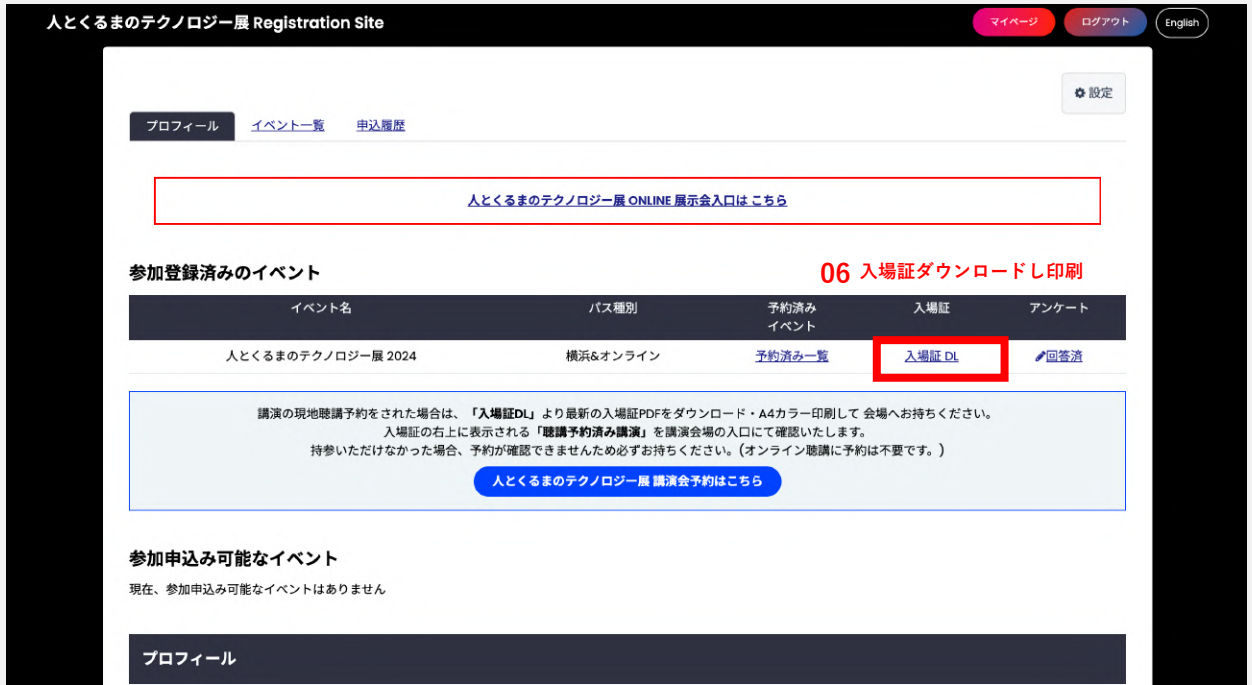 人とくるまのテクノロジー展 Registration Site
マイページ
ログアウト
English
設定
プロフィール
イベント一覧
申込履歴
人とくるまのテクノロジー展 ONLINE 展示会入口は こちら
参加登録済みのイベント
06 入場証ダウンロードし印刷
イベント名
パス種別
予約済み
イベント
入場証
アンケート
人とくるまのテクノロジー展 2024
横浜&オンライン
予約済み一覧
入場証 DL
回答済
講演の現地聴講予約をされた場合は、「入場証DL」より最新の入場証PDFをダウンロード・A4カラー印刷して 会場へお持ちください。
入場証の右上に表示される「聴講予約済み講演」を講演会場の入口にて確認いたします。
持参いただけなかった場合、予約が確認できませんため必ずお持ちください。(オンライン聴講に予約は不要です。)
人とくるまのテクノロジー展 講演会予約はこちら
参加申込み可能なイベント
現在、参加申込み可能なイベントはありません
プロフィール